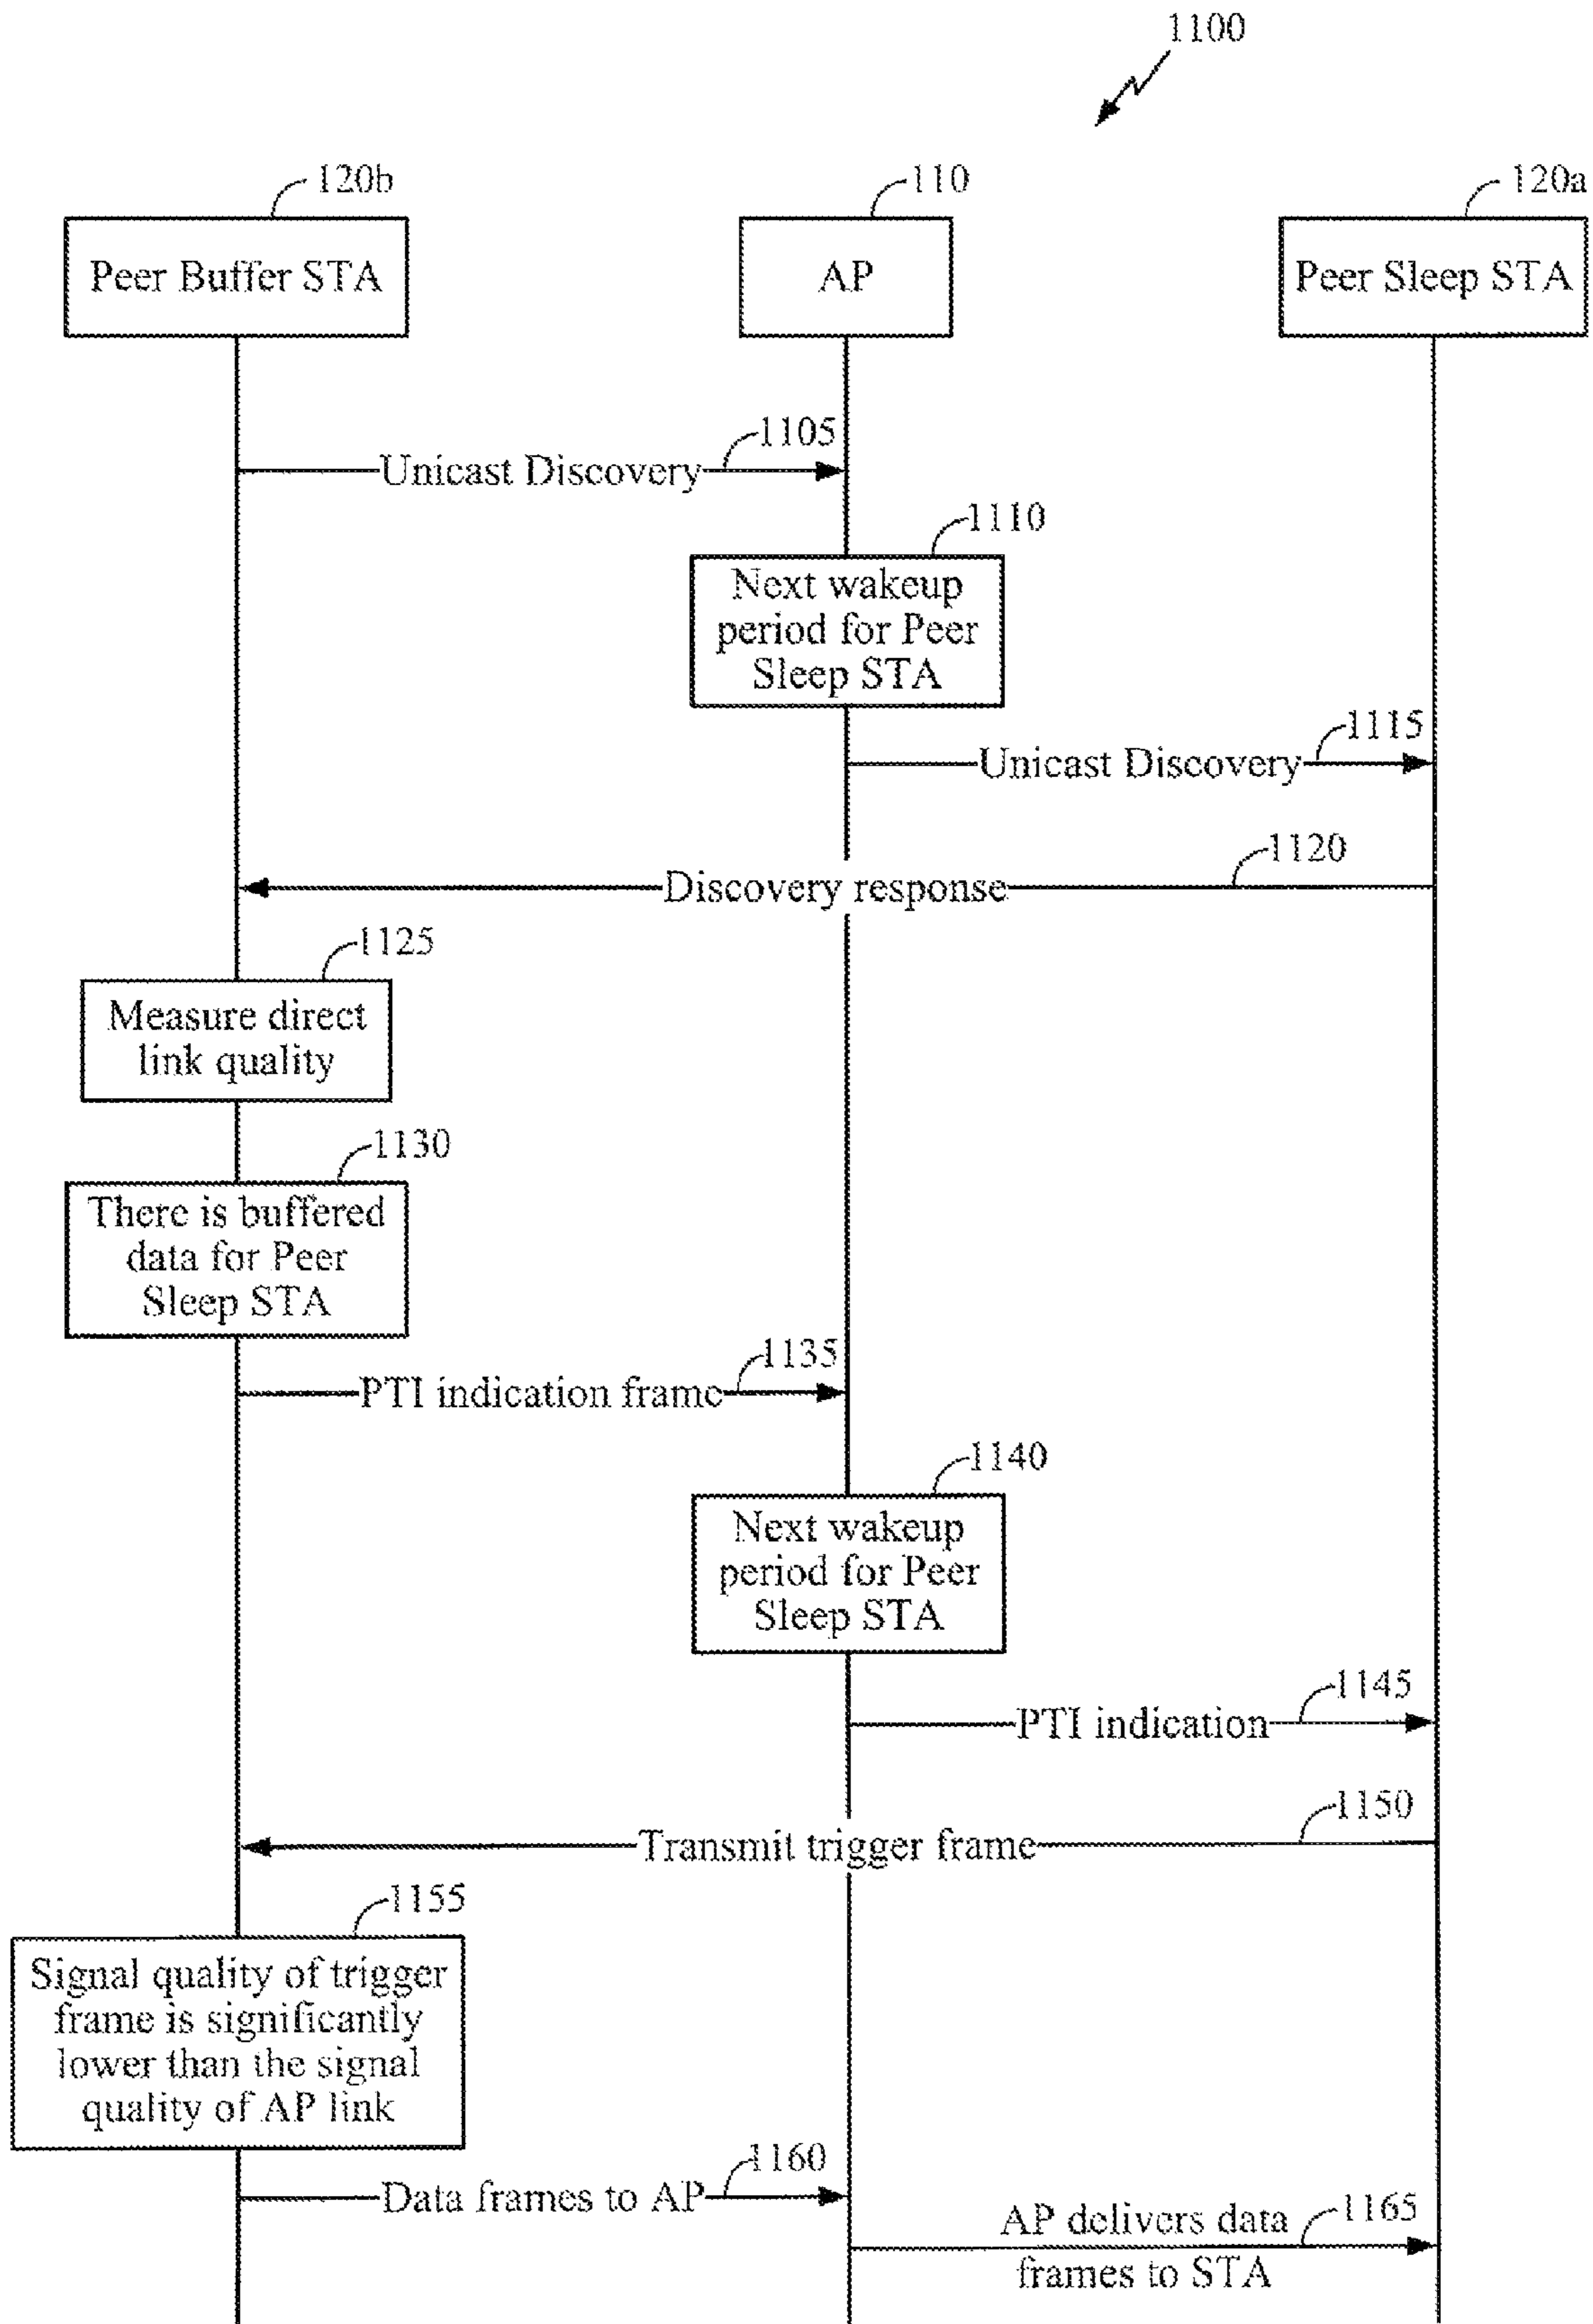 1100
120b
110
120a
Peer Buffer STA
AP
Peer Sleep STA
1105
Unicast Discovery
1110
Next wakeup
period for Peer
Sleep STA
1115
Unicast Discovery
1120
Discovery response
1125
Measure direct
link quality
1130
There is buffered
data for Peer
Sleep STA
1135
PTI indication frame
1140
Next wakeup
period for Peer
Sleep STA
1145
PTI indication
1150
Transmit trigger frame
1155
Signal quality of trigger
frame is significantly
lower than the signal
quality of AP link
1160
Data frames to AP
1165
AP delivers data
frames to STA